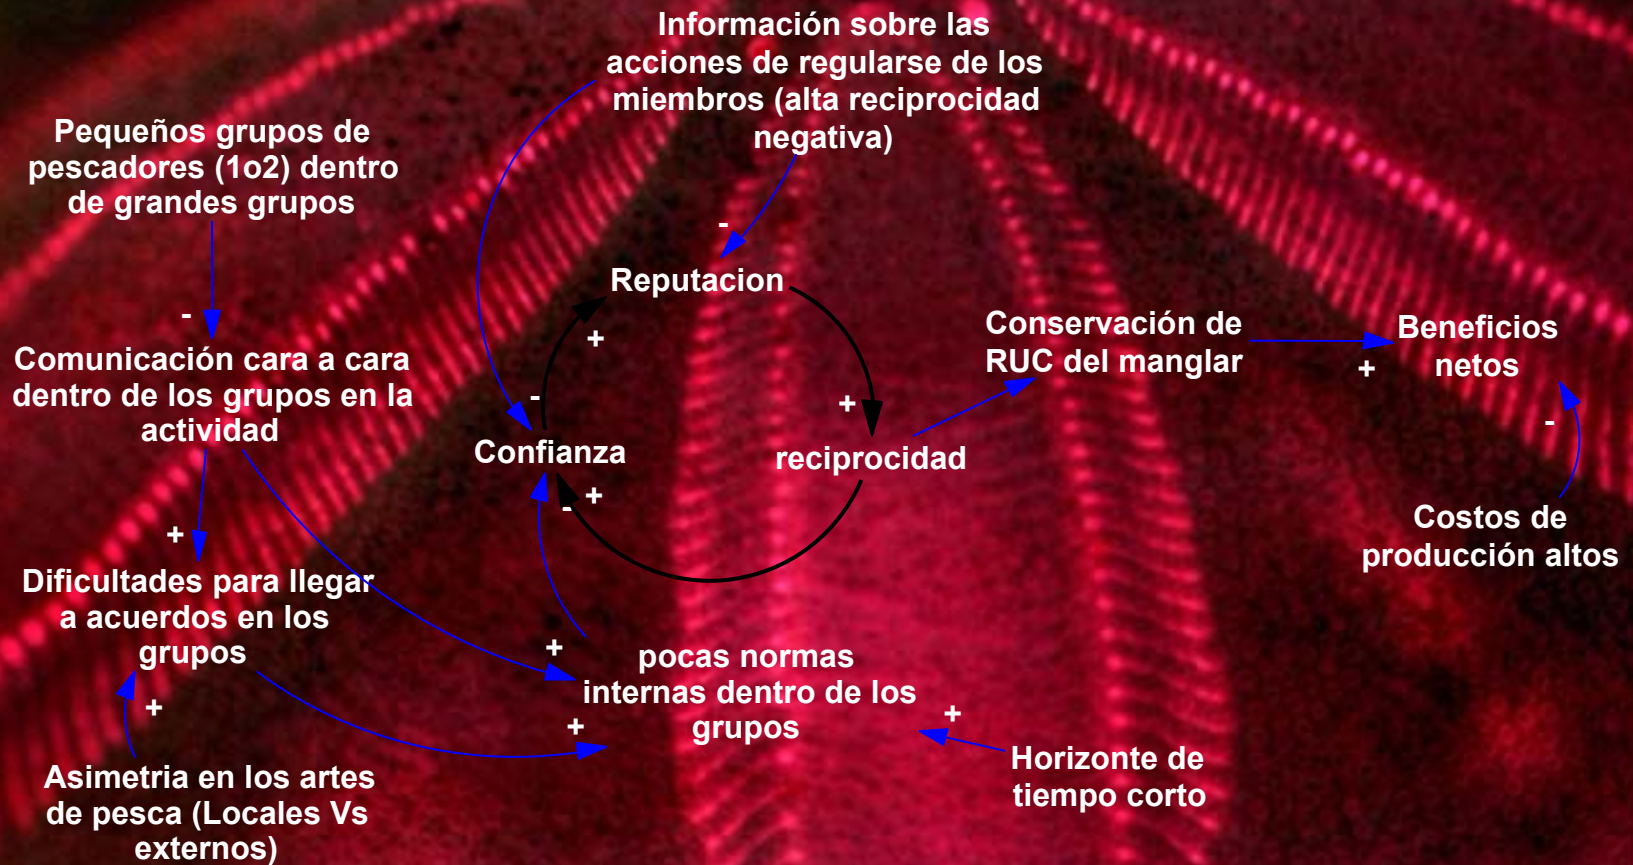 Información sobre las
acciones de regularse de los
miembros (alta reciprocidad
negativa)
Pequeños grupos de
pescadores (1o2) dentro
de grandes grupos
-
Reputacion
+
-
Comunicación cara a cara
dentro de los grupos en la
actividad
Conservación de
RUC del manglar
+
Beneficios
netos
-
+
-
Confianza
+
-
reciprocidad
Costos de
producción altos
+
Dificultades para llegar
a acuerdos en los
grupos
+
pocas normas
internas dentro de los
grupos
+
+
+
Horizonte de
tiempo corto
Asimetria en los artes
de pesca (Locales Vs
externos)